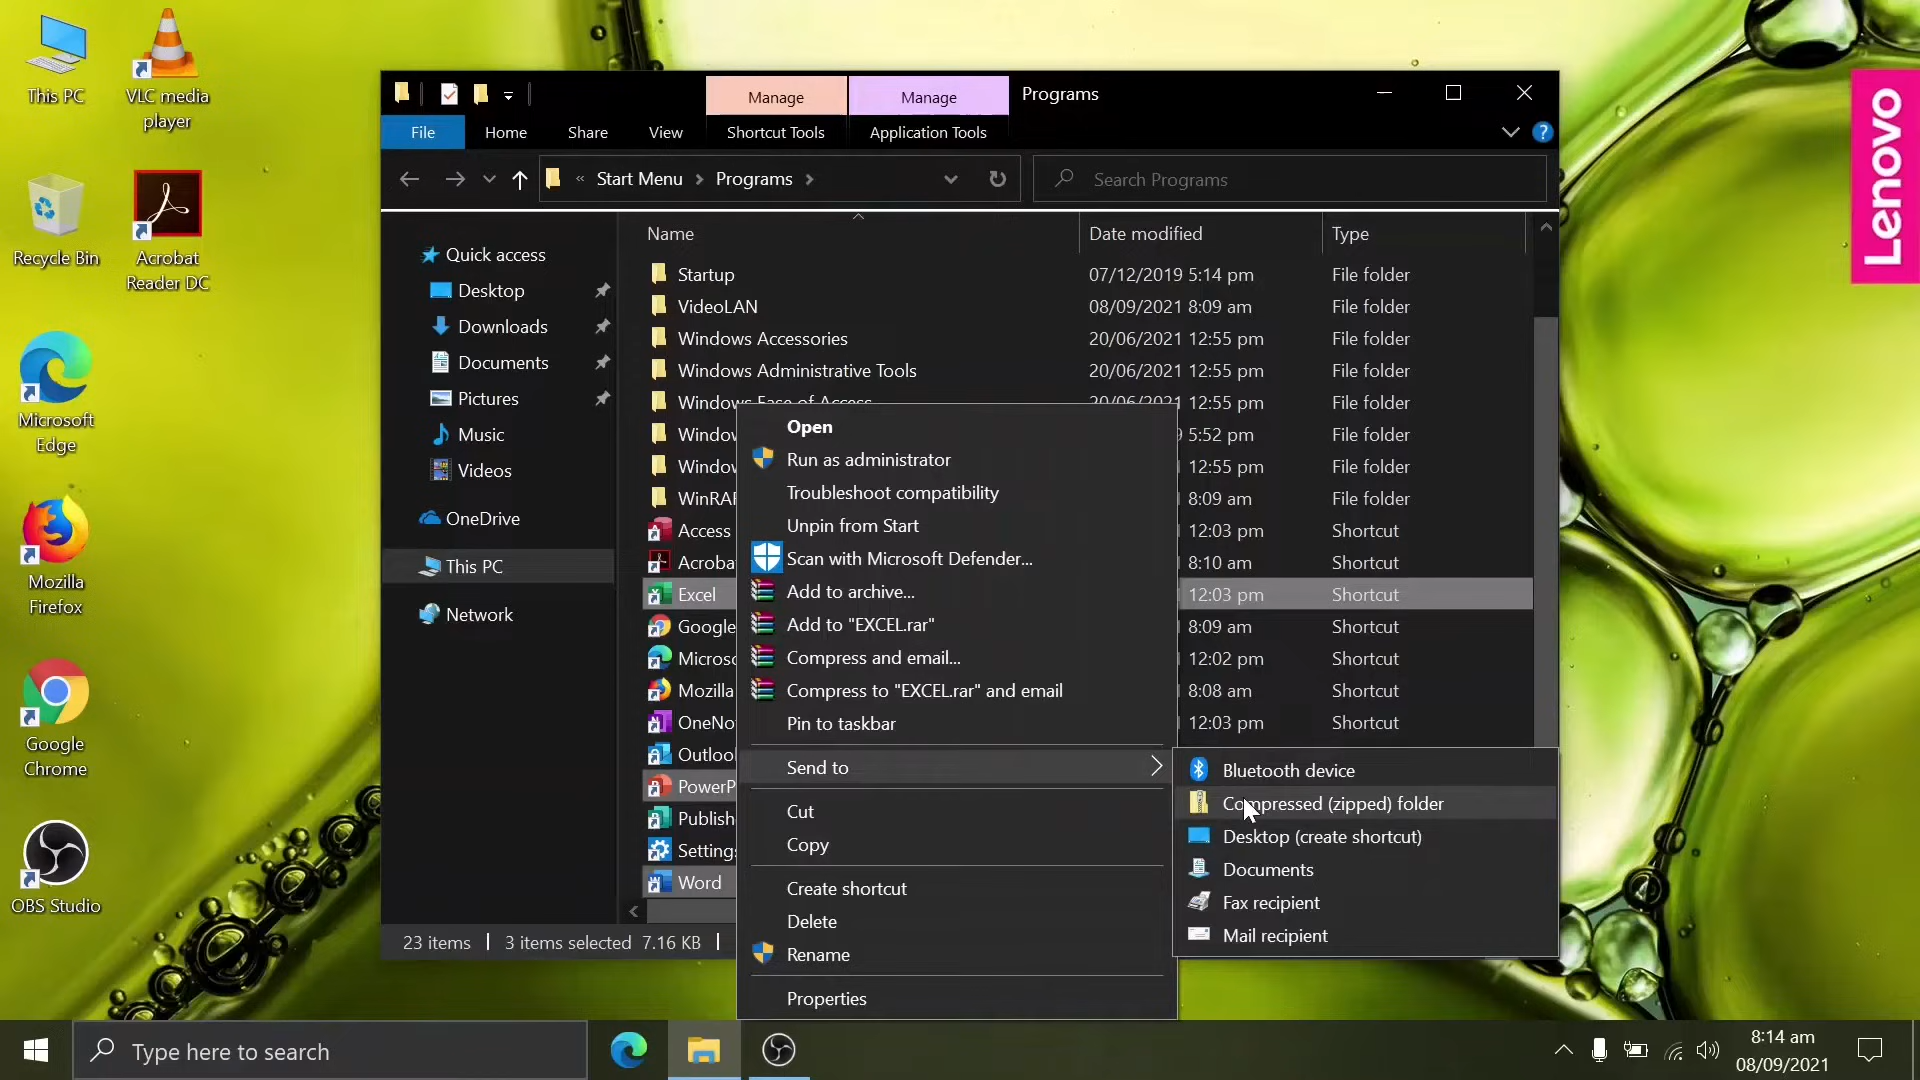 This PC
VLC media
player
Recycle Bin
Acrobat
Reader DC
Microsoft
Edge
Mozilla
Firefox
Google
Chrome
OBS Studio
Lenovo
Manage
Manage
Programs
File
Home
Share
View
Shortcut Tools
Application Tools
?
« Start Menu > Programs >
Search Programs
Quick access
Desktop
Downloads
Documents
Pictures
Music
Videos
OneDrive
This PC
Network
Name Date modified Type
Startup 07/12/2019 5:14 pm File folder
VideoLAN 08/09/2021 8:09 am File folder
Windows Accessories 20/06/2021 12:55 pm File folder
Windows Administrative Tools 20/06/2021 12:55 pm File folder
Windows Ease of Access 20/06/2021 12:55 pm File folder
Window 5:52 pm File folder
Window 12:55 pm File folder
WinRAR 8:09 am File folder
Access 12:03 pm Shortcut
Acroba 8:10 am Shortcut
Excel 12:03 pm Shortcut
Google 8:09 am Shortcut
Microso 12:02 pm Shortcut
Mozilla 8:08 am Shortcut
OneNo 12:03 pm Shortcut
Outloo
PowerP
Publish
Settings
Word
23 items 3 items selected 7.16 KB
Open
Run as administrator
Troubleshoot compatibility
Unpin from Start
Scan with Microsoft Defender...
Add to archive...
Add to "EXCEL.rar"
Compress and email...
Compress to "EXCEL.rar" and email
Pin to taskbar
Send to
Cut
Copy
Create shortcut
Delete
Rename
Properties
Bluetooth device
Compressed (zipped) folder
Desktop (create shortcut)
Documents
Fax recipient
Mail recipient
Type here to search
8:14 am
08/09/2021